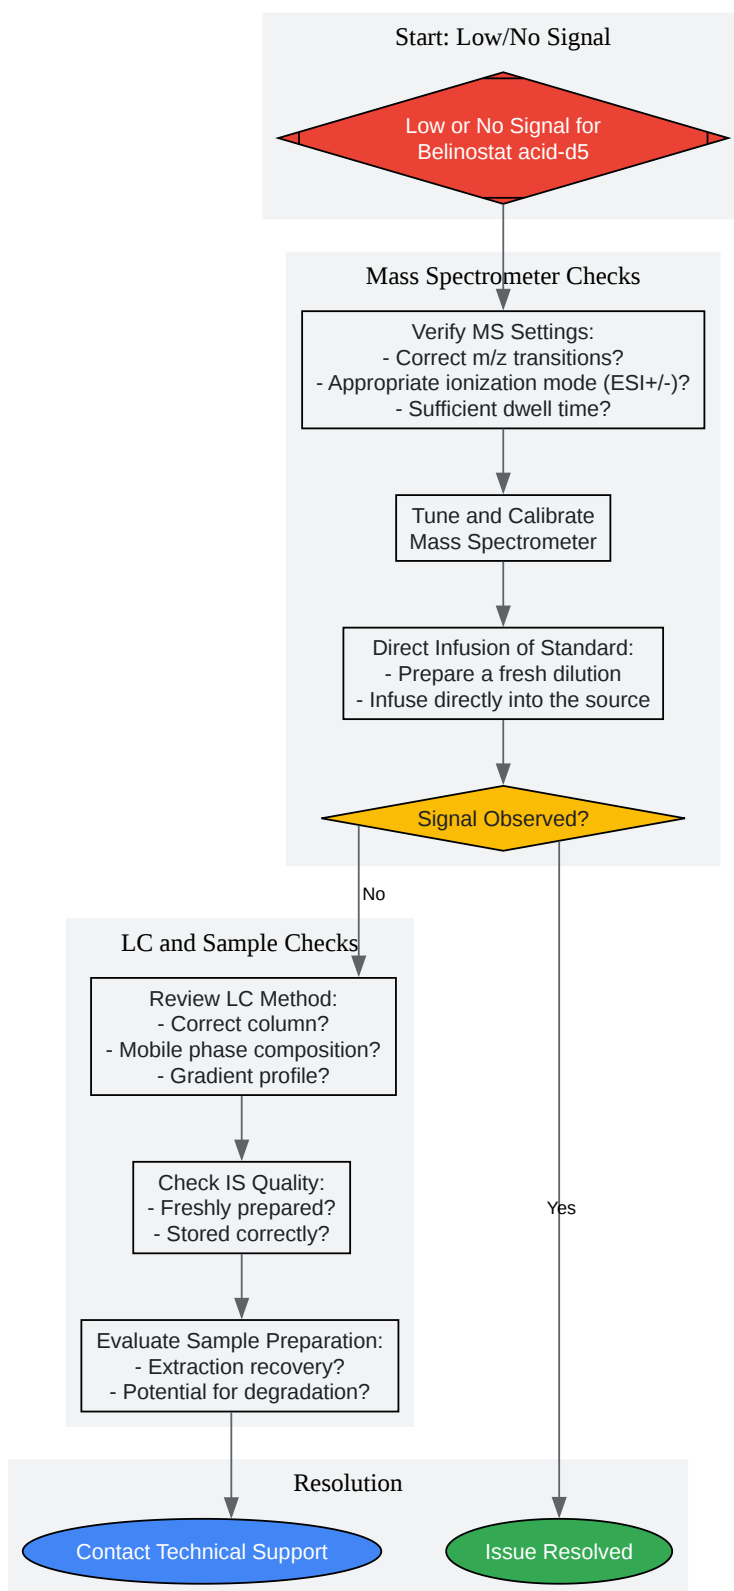 Start: Low/No Signal
Low or No Signal for
Belinostat acid-d5
Mass Spectrometer Checks
Verify MS Settings:
- Correct m/z transitions?
- Appropriate ionization mode (ESI+/-)?
- Sufficient dwell time?
Tune and Calibrate
Mass Spectrometer
Direct Infusion of Standard:
- Prepare a fresh dilution
- Infuse directly into the source
Signal Observed?
No
LC and Sample Checks
Review LC Method:
- Correct column?
- Mobile phase composition?
- Gradient profile?
Check IS Quality:
- Freshly prepared?
- Stored correctly?
Yes
Evaluate Sample Preparation:
- Extraction recovery?
- Potential for degradation?
Resolution
Contact Technical Support
Issue Resolved